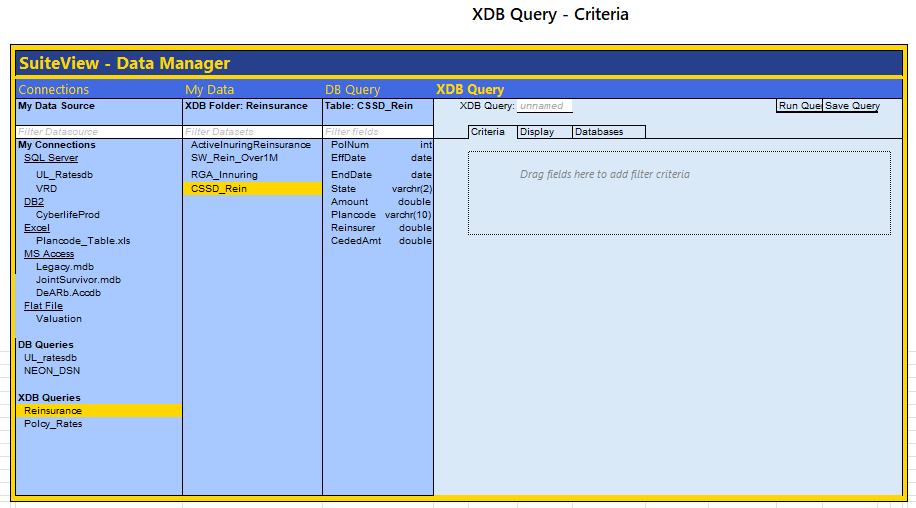 XDB Query - Criteria
SuiteView - Data Manager
Connections
My Data
DB Query
XDB Query
My Data Source
XDB Folder: Reinsurance
Table: CSSD_Rein
XDB Query: unnamed
Run Que
Save Query
Filter Datasource
Filter Datasets
Filter fields
Criteria
Display
Databases
My Connections
SQL Server
UL_Ratesdb
VRD
DB2
CyberlifeProd
Excel
Plancode_Table.xls
MS Access
Legacy.mdb
JointSurvivor.mdb
DeARb.Accdb
Flat File
Valuation
DB Queries
UL_ratesdb
NEON_DSN
XDB Queries
Reinsurance
Polcy_Rates
ActiveInuringReinsurance
SW_Rein_Over1M
RGA_Innuring
CSSD_Rein
PolNum int
EffDate date
EndDate date
State varchar(2)
Amount double
Plancode varchar(10)
Reinsurer double
CededAmt double
Drag fields here to add filter criteria